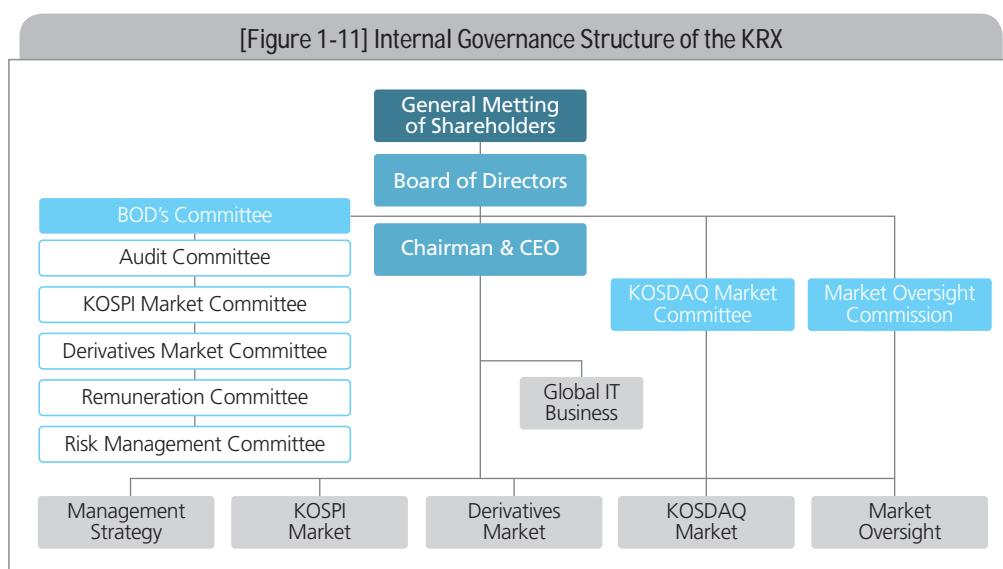 [Figure 1-11] Internal Governance Structure of the KRX
General Metting
of Shareholders
Board of Directors
BOD's Committee
Chairman & CEO
Audit Committee
KOSPI Market Committee
Derivatives Market Committee
Remuneration Committee
Risk Management Committee
KOSDAQ Market
Committee
Market Oversight
Commission
Global IT
Business
Management
Strategy
KOSPI
Market
Derivatives
Market
KOSDAQ
Market
Market
Oversight